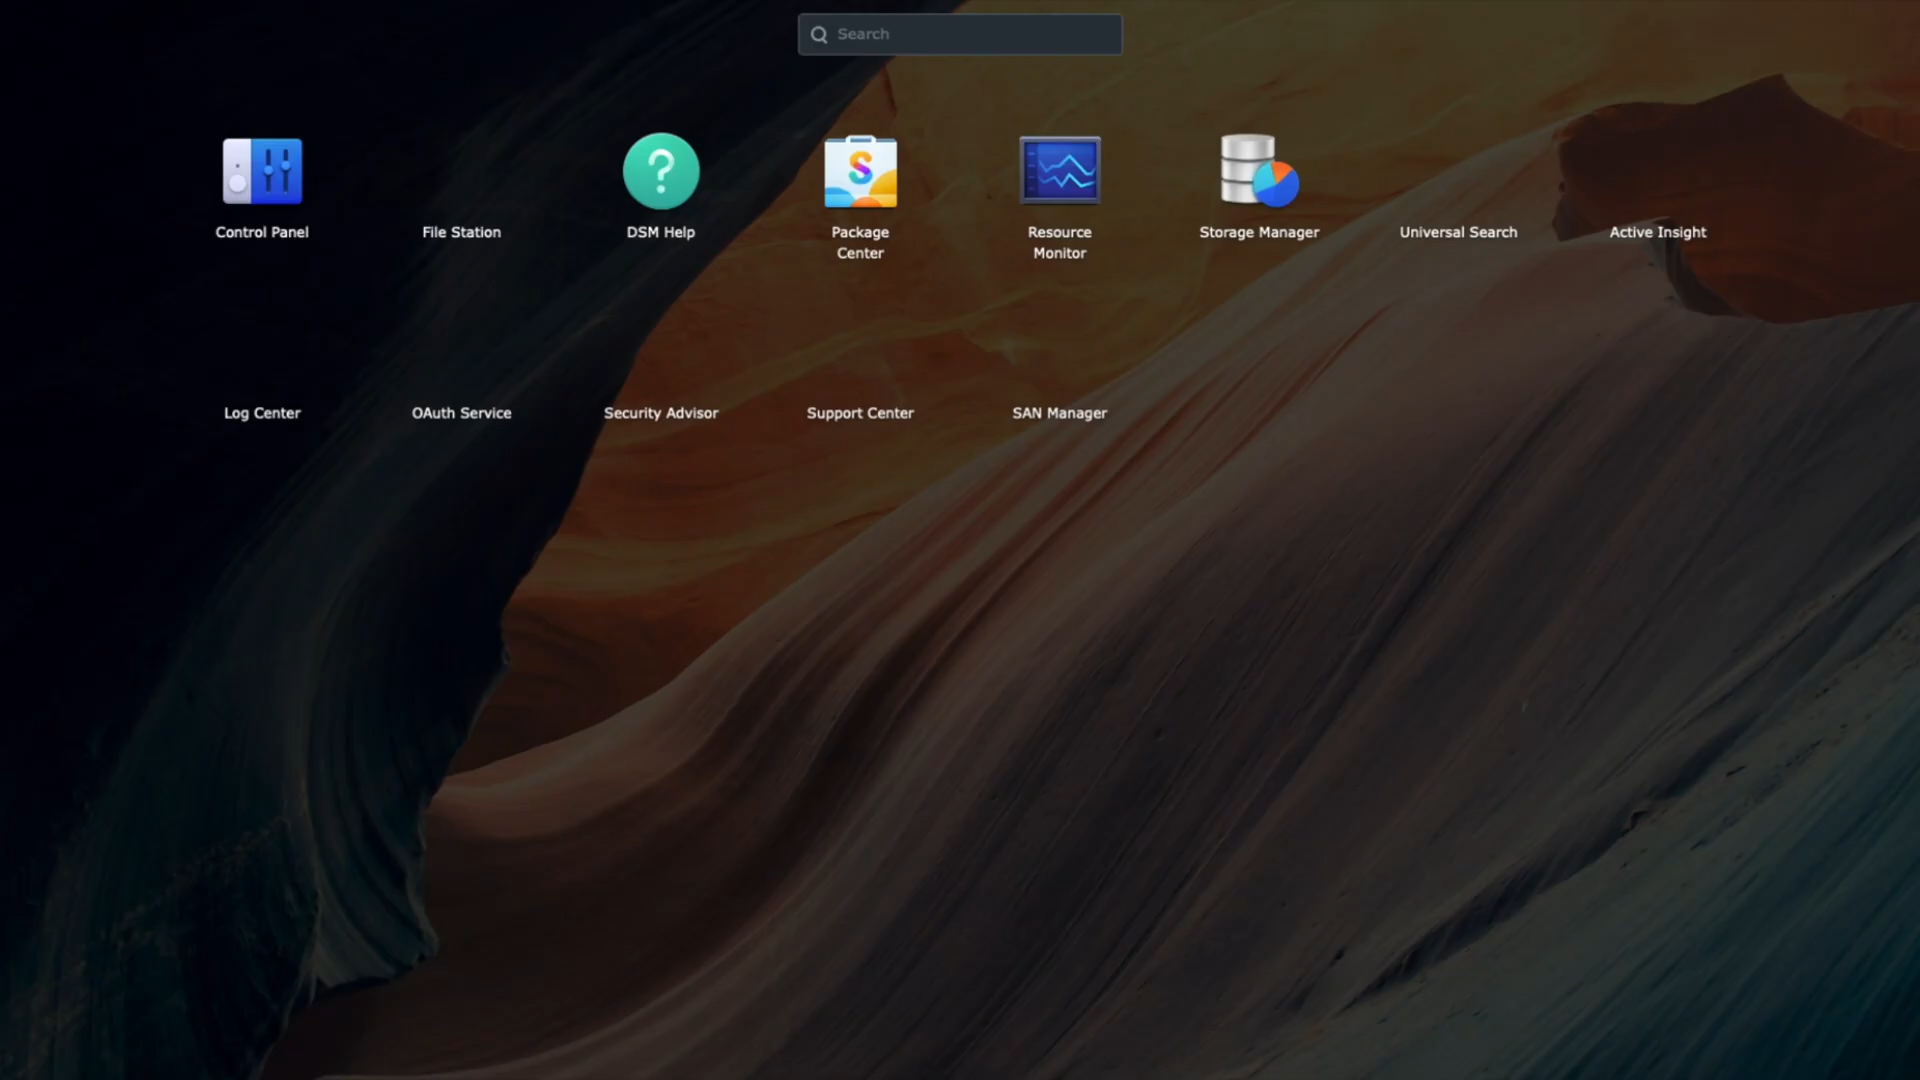 Search
Control Panel
File Station
DSM Help
Package
Center
Resource
Monitor
Storage Manager
Universal Search
Active Insight
Log Center
OAuth Service
Security Advisor
Support Center
SAN Manager